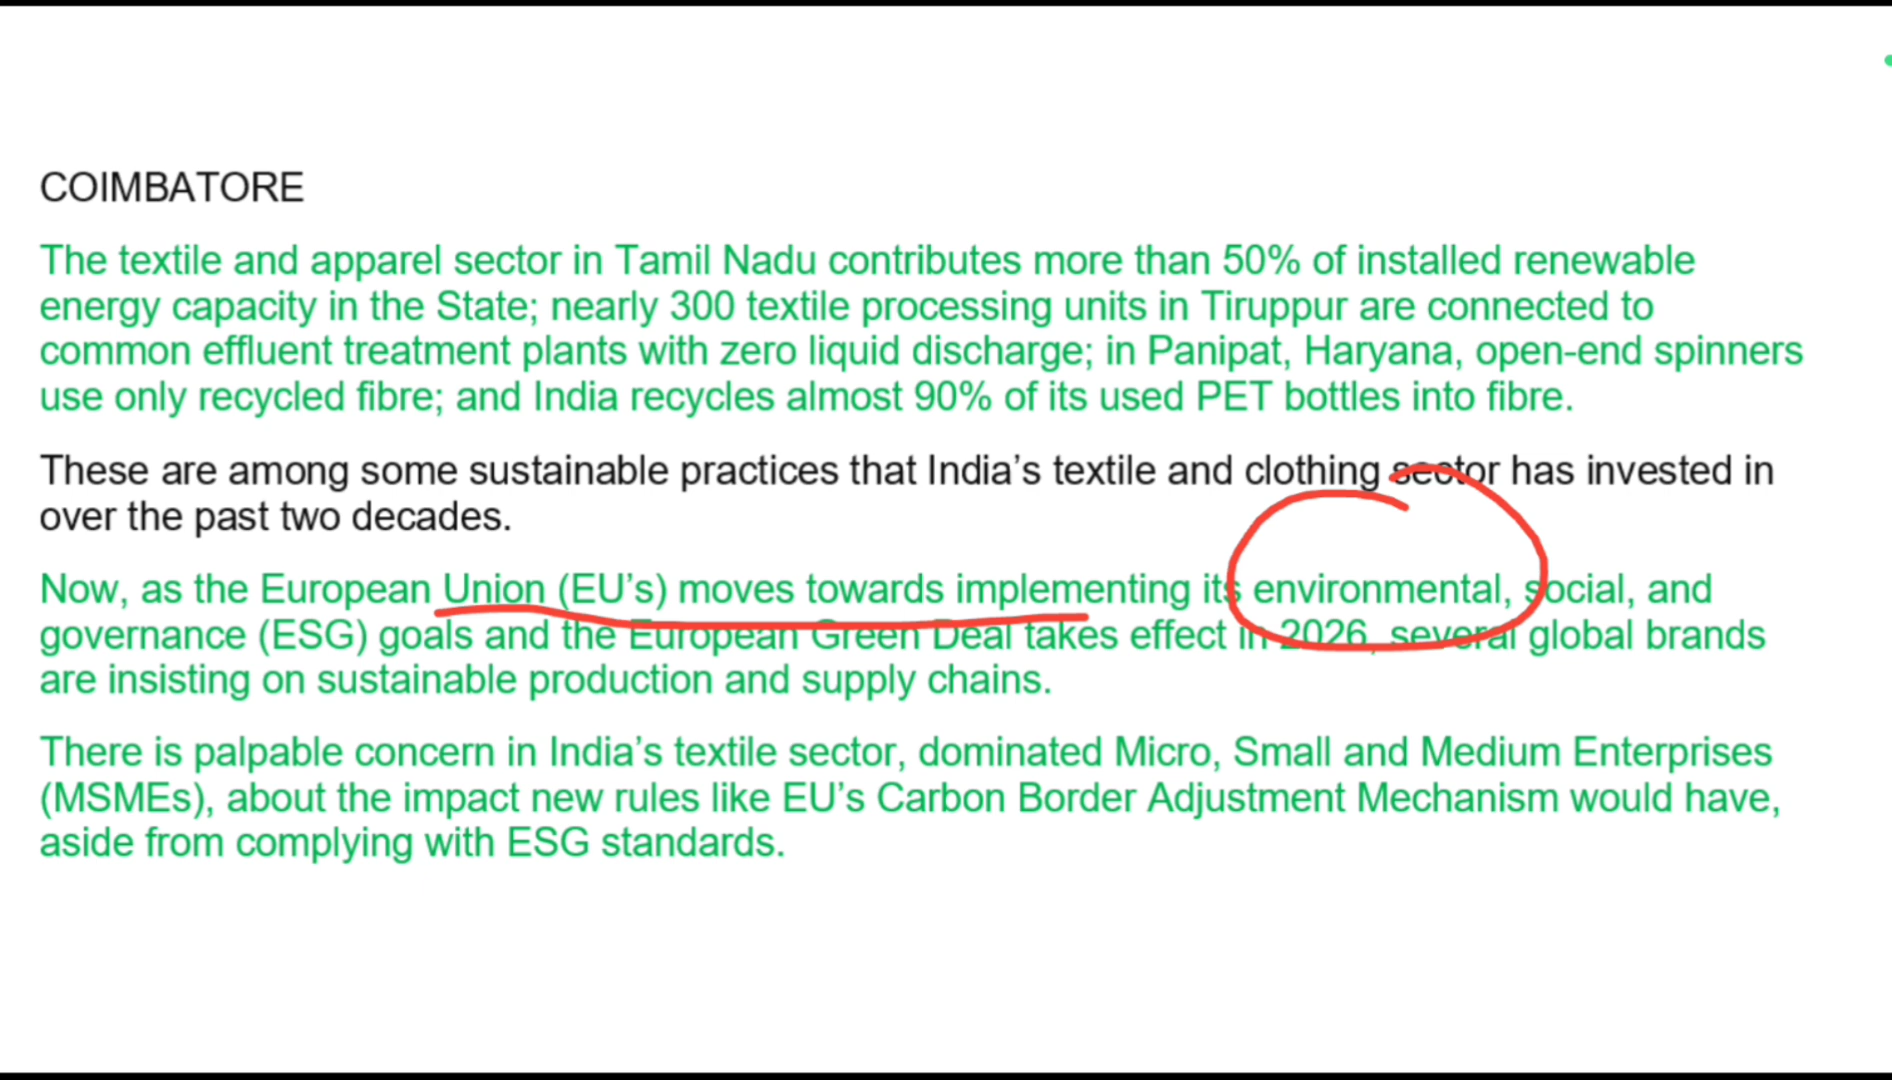 COIMBATORE
The textile and apparel sector in Tamil Nadu contributes more than 50% of installed renewable
energy capacity in the State; nearly 300 textile processing units in Tiruppur are connected to
common effluent treatment plants with zero liquid discharge; in Panipat, Haryana, open-end spinners
use only recycled fibre; and India recycles almost 90% of its used PET bottles into fibre.
These are among some sustainable practices that India’s textile and clothing sector has invested in
over the past two decades.
Now, as the European Union (EU’s) moves towards implementing its environmental, social, and
governance (ESG) goals and the European Green Deal takes effect in 2026, several global brands
are insisting on sustainable production and supply chains.
There is palpable concern in India’s textile sector, dominated Micro, Small and Medium Enterprises
(MSMEs), about the impact new rules like EU’s Carbon Border Adjustment Mechanism would have,
aside from complying with ESG standards.